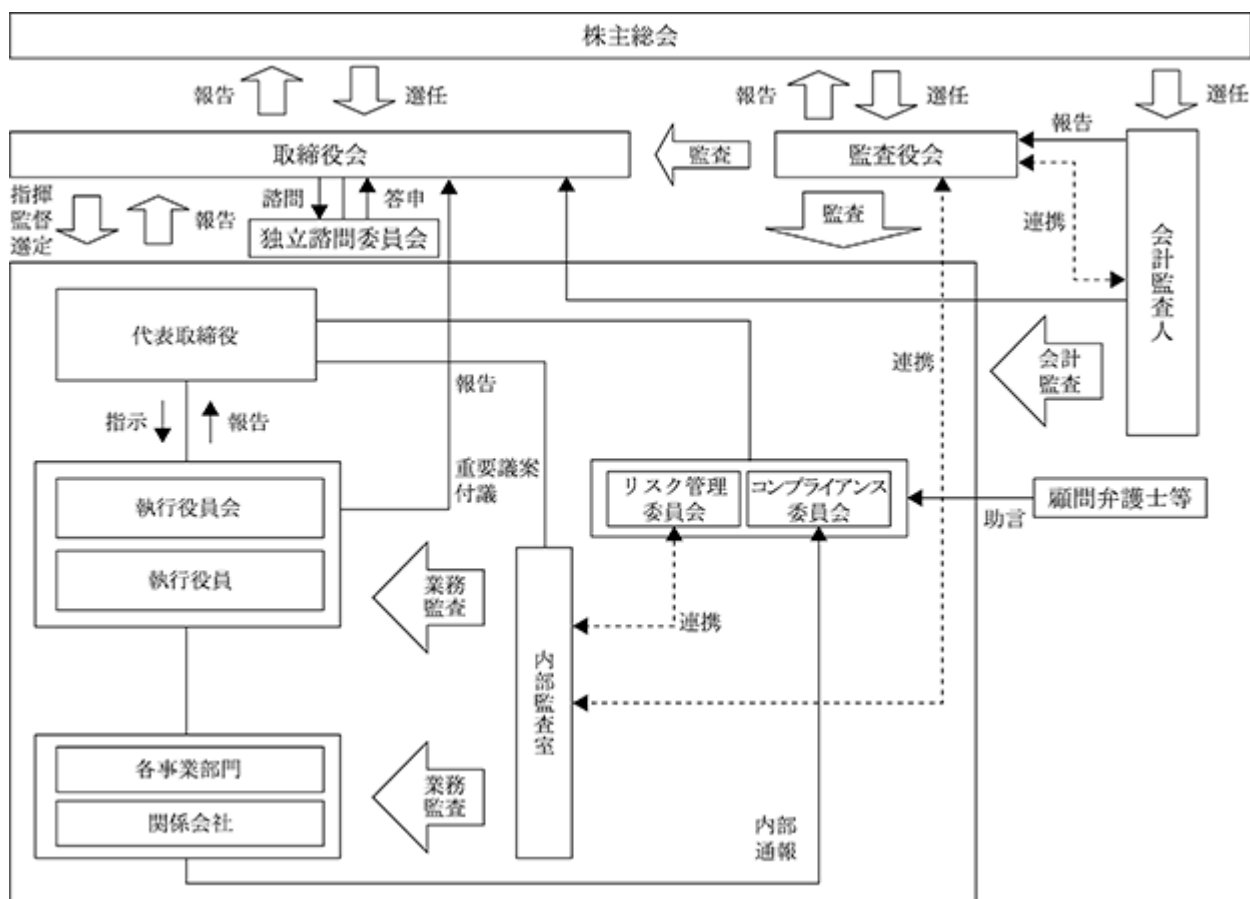 株主総会
報告
選任
報告
選任
選任
取締役会
監査
監査役会
報告
指揮
監督
選定
報告
諮問
答申
独立諮問委員会
監査
連携
会計監査人
代表取締役
連携
会計
監査
指示
報告
報告
重要議案
付議
執行役員会
執行役員
リスク管理
委員会
コンプライアンス
委員会
助言
顧問弁護士等
業務
監査
連携
内部監査室
各事業部門
関係会社
業務
監査
内部
通報